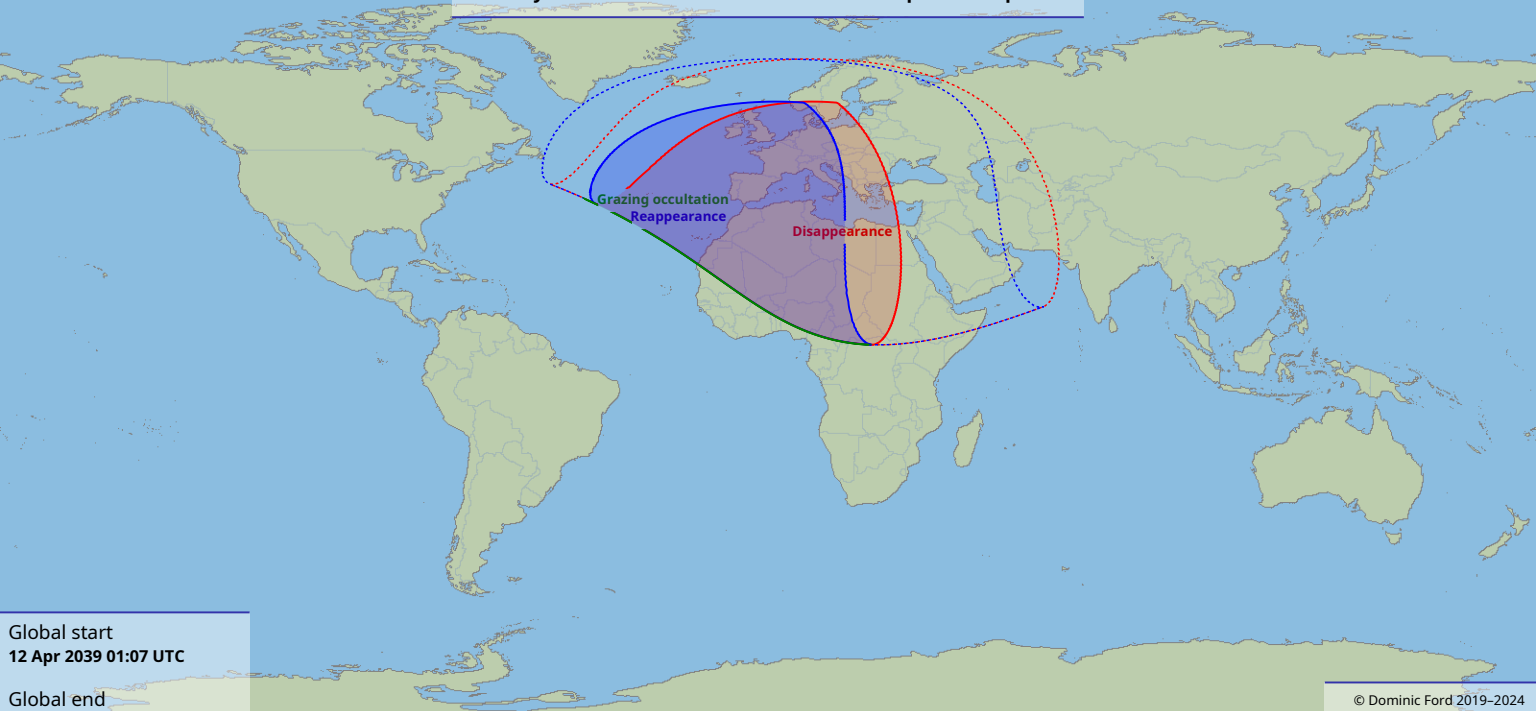 Grazing occultation
Reappearance
Disappearance
Global start
12 Apr 2039 01:07 UTC
Global end
© Dominic Ford 2019–2024